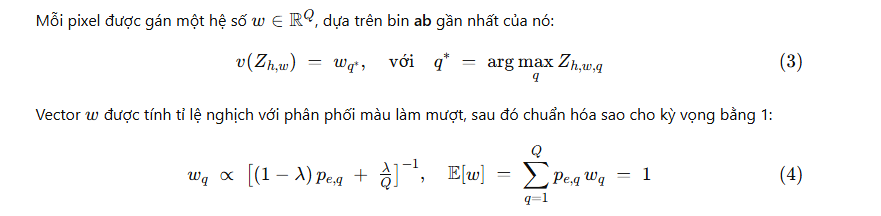 Mỗi pixel được gán một hệ số $w \in \mathbb{R}^Q$, dựa trên bin **ab** gần nhất của nó:
$$v(Z_{h,w}) = w_{q^*}, \quad \text{với} \quad q^* = \arg\max_q Z_{h,w,q} \tag{3}$$
Vector $w$ được tính tỉ lệ nghịch với phân phối màu làm mượt, sau đó chuẩn hóa sao cho kỳ vọng bằng 1:
$$w_q \propto \left[(1 - \lambda) p_{e,q} + \frac{\lambda}{Q}\right]^{-1}, \quad \mathbb{E}[w] = \sum_{q=1}^{Q} p_{e,q} w_q = 1 \tag{4}$$